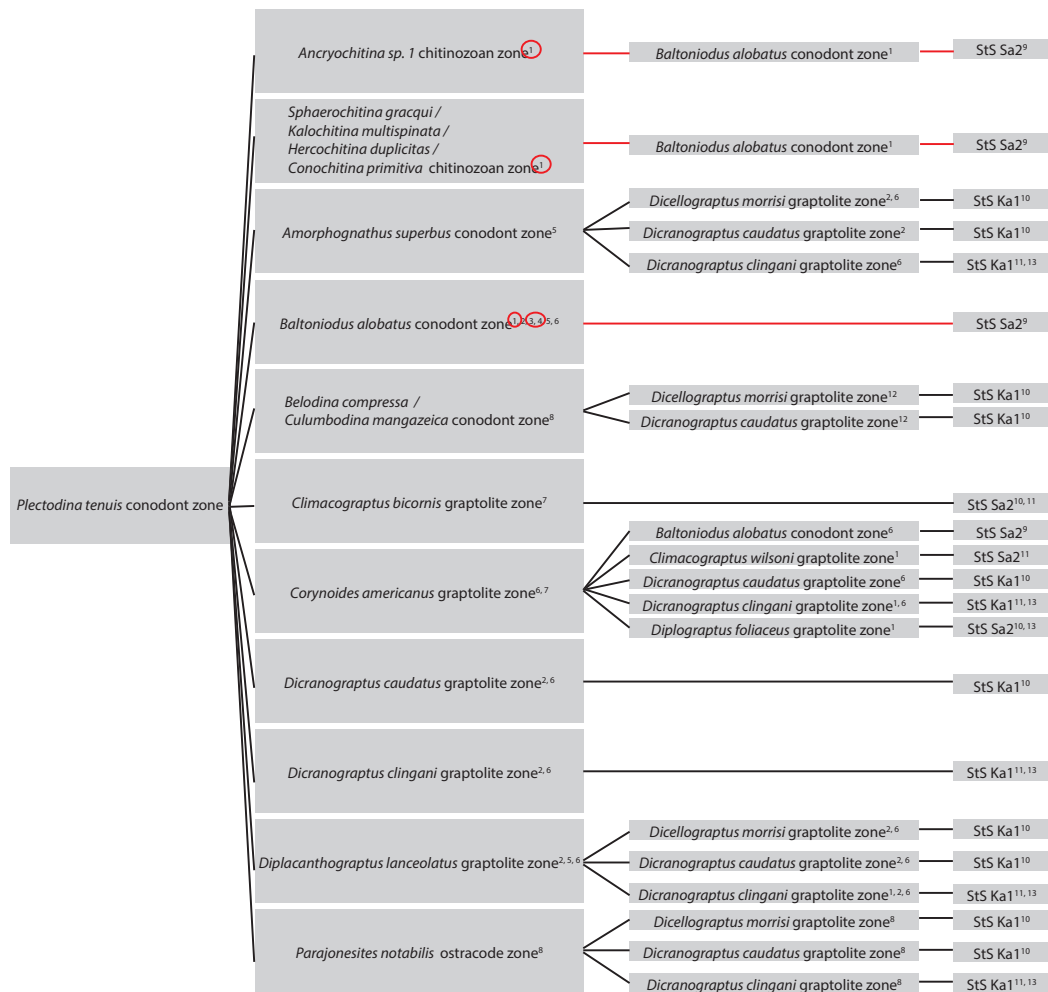 Plectodina tenuis conodont zone
Ancryochitina sp. 1 chitinozoan zone¹
Baltoniodus alobatus conodont zone¹
StS Sa2⁹
Sphaerochitina gracqui /
Kalochitina multispinata /
Hercochitina duplicitas /
Conochitina primitiva chitinozoan zone¹
Baltoniodus alobatus conodont zone¹
StS Sa2⁹
Amorphognathus superbus conodont zone⁵
Dicellograptus morrisi graptolite zone²,⁶
StS Ka1¹⁰
Dicranograptus caudatus graptolite zone²
StS Ka1¹⁰
Dicranograptus clingani graptolite zone⁶
StS Ka1¹¹,¹³
Baltoniodus alobatus conodont zone¹,²,³,⁴,⁵,⁶
StS Sa2⁹
Belodina compressa /
Culumbodina mangazeica conodont zone⁸
Dicellograptus morrisi graptolite zone¹²
StS Ka1¹⁰
Dicranograptus caudatus graptolite zone¹²
StS Ka1¹⁰
Climacograptus bicornis graptolite zone⁷
StS Sa2¹⁰,¹¹
Corynoides americanus graptolite zone⁶,⁷
Baltoniodus alobatus conodont zone⁶
StS Sa2⁹
Climacograptus wilsoni graptolite zone¹
StS Sa2¹¹
Dicranograptus caudatus graptolite zone⁶
StS Ka1¹⁰
Dicranograptus clingani graptolite zone¹,⁶
StS Ka1¹¹,¹³
Diplograptus foliaceus graptolite zone¹
StS Sa2¹⁰,¹³
Dicranograptus caudatus graptolite zone²,⁶
StS Ka1¹⁰
Dicranograptus clingani graptolite zone²,⁶
StS Ka1¹¹,¹³
Diplacanthograptus lanceolatus graptolite zone²,⁵,⁶
Dicellograptus morrisi graptolite zone²,⁶
StS Ka1¹⁰
Dicranograptus caudatus graptolite zone²,⁶
StS Ka1¹⁰
Dicranograptus clingani graptolite zone¹,²,⁶
StS Ka1¹¹,¹³
Parajonesites notabilis ostracode zone⁸
Dicellograptus morrisi graptolite zone⁸
StS Ka1¹⁰
Dicranograptus caudatus graptolite zone⁸
StS Ka1¹⁰
Dicranograptus clingani graptolite zone⁸
StS Ka1¹¹,¹³